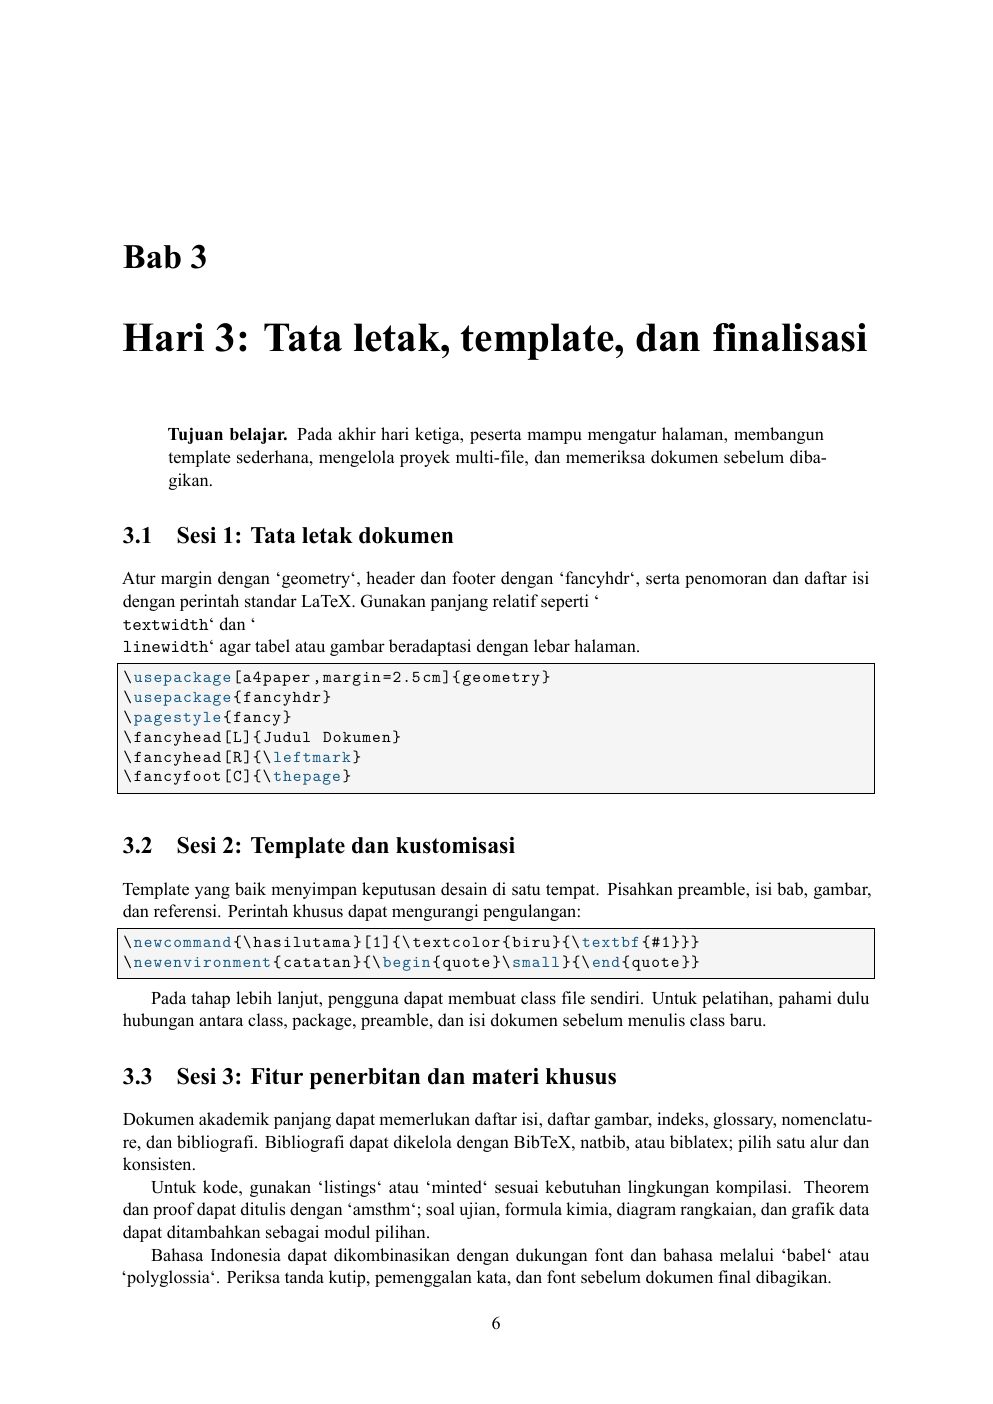 Bab 3
Hari 3: Tata letak, template, dan finalisasi
Tujuan belajar. Pada akhir hari ketiga, peserta mampu mengatur halaman, membangun
template sederhana, mengelola proyek multi-file, dan memeriksa dokumen sebelum diba-
gikan.
3.1 Sesi 1: Tata letak dokumen
Atur margin dengan ‘geometry‘, header dan footer dengan ‘fancyhdr‘, serta penomoran dan daftar isi
dengan perintah standar LaTeX. Gunakan panjang relatif seperti ‘
textwidth‘ dan ‘
linewidth‘ agar tabel atau gambar beradaptasi dengan lebar halaman.
\usepackage[a4paper,margin=2.5cm]{geometry}
\usepackage{fancyhdr}
\pagestyle{fancy}
\fancyhead[L]{Judul Dokumen}
\fancyhead[R]{\leftmark}
\fancyfoot[C]{\thepage}
3.2 Sesi 2: Template dan kustomisasi
Template yang baik menyimpan keputusan desain di satu tempat. Pisahkan preamble, isi bab, gambar,
dan referensi. Perintah khusus dapat mengurangi pengulangan:
\newcommand{\hasilutama}[1]{\textcolor{biru}{\textbf{#1}}}
\newenvironment{catatan}{\begin{quote}\small}{\end{quote}}
Pada tahap lebih lanjut, pengguna dapat membuat class file sendiri. Untuk pelatihan, pahami dulu
hubungan antara class, package, preamble, dan isi dokumen sebelum menulis class baru.
3.3 Sesi 3: Fitur penerbitan dan materi khusus
Dokumen akademik panjang dapat memerlukan daftar isi, daftar gambar, indeks, glossary, nomenclatu-
re, dan bibliografi. Bibliografi dapat dikelola dengan BibTeX, natbib, atau biblatex; pilih satu alur dan
konsisten.
Untuk kode, gunakan ‘listings‘ atau ‘minted‘ sesuai kebutuhan lingkungan kompilasi. Theorem
dan proof dapat ditulis dengan ‘amsthm‘; soal ujian, formula kimia, diagram rangkaian, dan grafik data
dapat ditambahkan sebagai modul pilihan.
Bahasa Indonesia dapat dikombinasikan dengan dukungan font dan bahasa melalui ‘babel‘ atau
‘polyglossia‘. Periksa tanda kutip, pemenggalan kata, dan font sebelum dokumen final dibagikan.
6